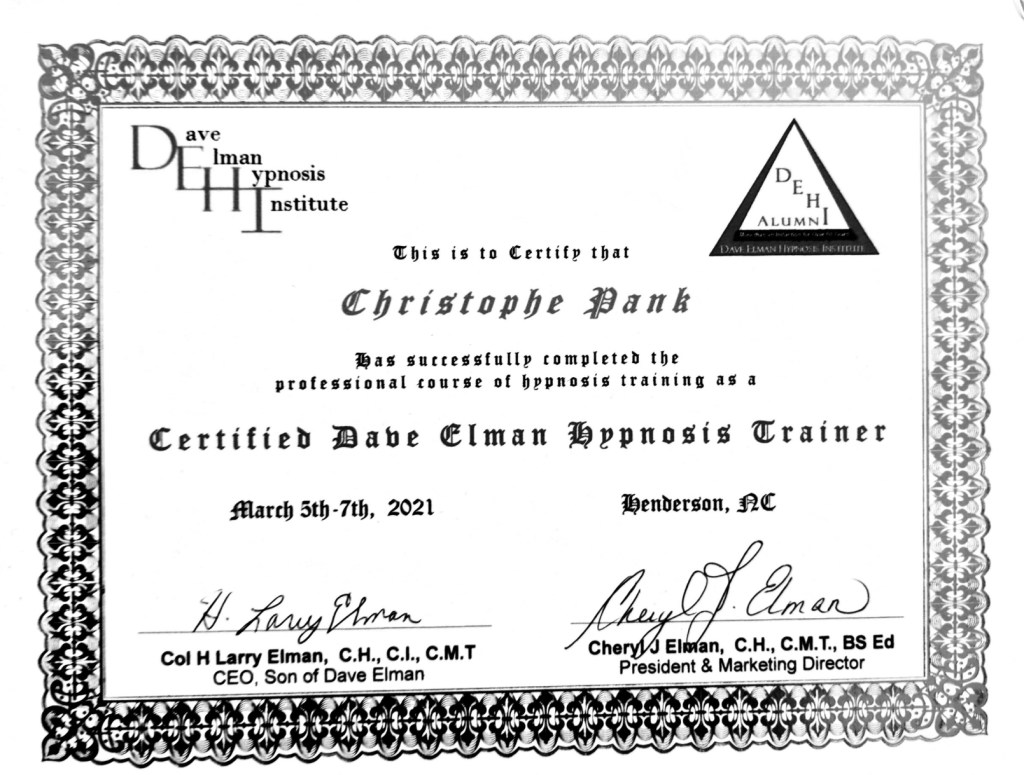 Dave
Elman
Hypnosis
Institute
DEHI
ALUMNI
DAVE ELMAN HYPNOSIS INSTITUTE
This is to Certify that
Christophe Pank
Has successfully completed the
professional course of hypnosis training as a
Certified Dave Elman Hypnosis Trainer
March 5th-7th, 2021
Henderson, NC
H. Larry Elman
Cheryl J. Elman
Col H Larry Elman, C.H., C.I., C.M.T
CEO, Son of Dave Elman
Cheryl J Elman, C.H., C.M.T., BS Ed
President & Marketing Director